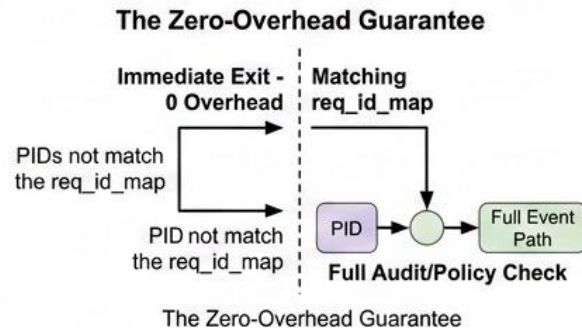 The Zero-Overhead Guarantee
Immediate Exit -
0 Overhead
Matching
req_id_map
PIDs not match
the req_id_map
PID not match
the req_id_map
PID
Full Event
Path
Full Audit/Policy Check
The Zero-Overhead Guarantee